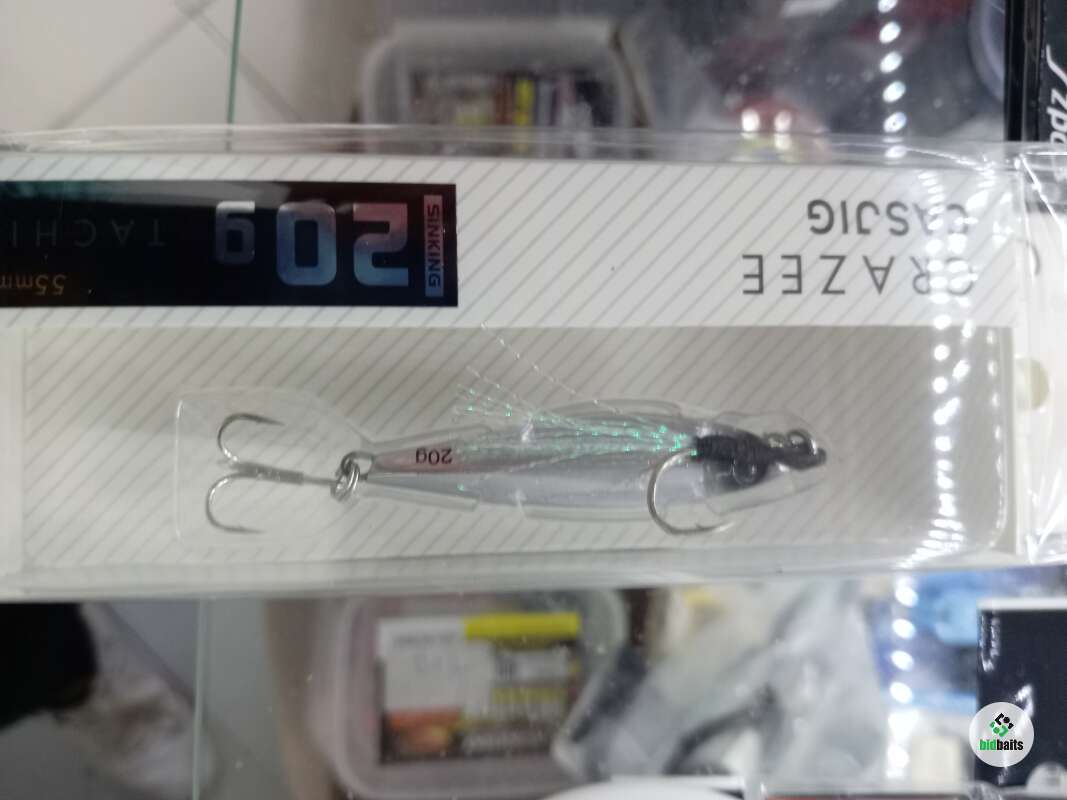 CRAZEE
CASJIG
SINKING
20g
TACHI
55mm
20g
bidbaits